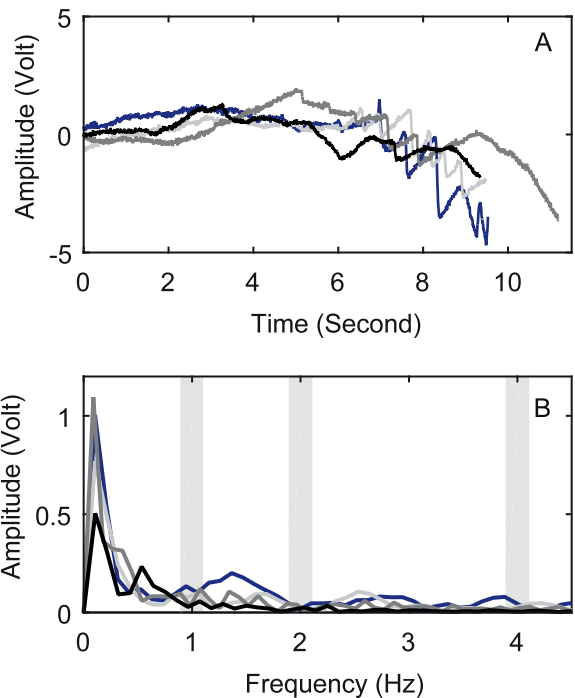 5
A
0
-5
Amplitude (Volt)
0 2 4 6 8 10
Time (Second)
B
1
0.5
0
Amplitude (Volt)
0 1 2 3 4
Frequency (Hz)